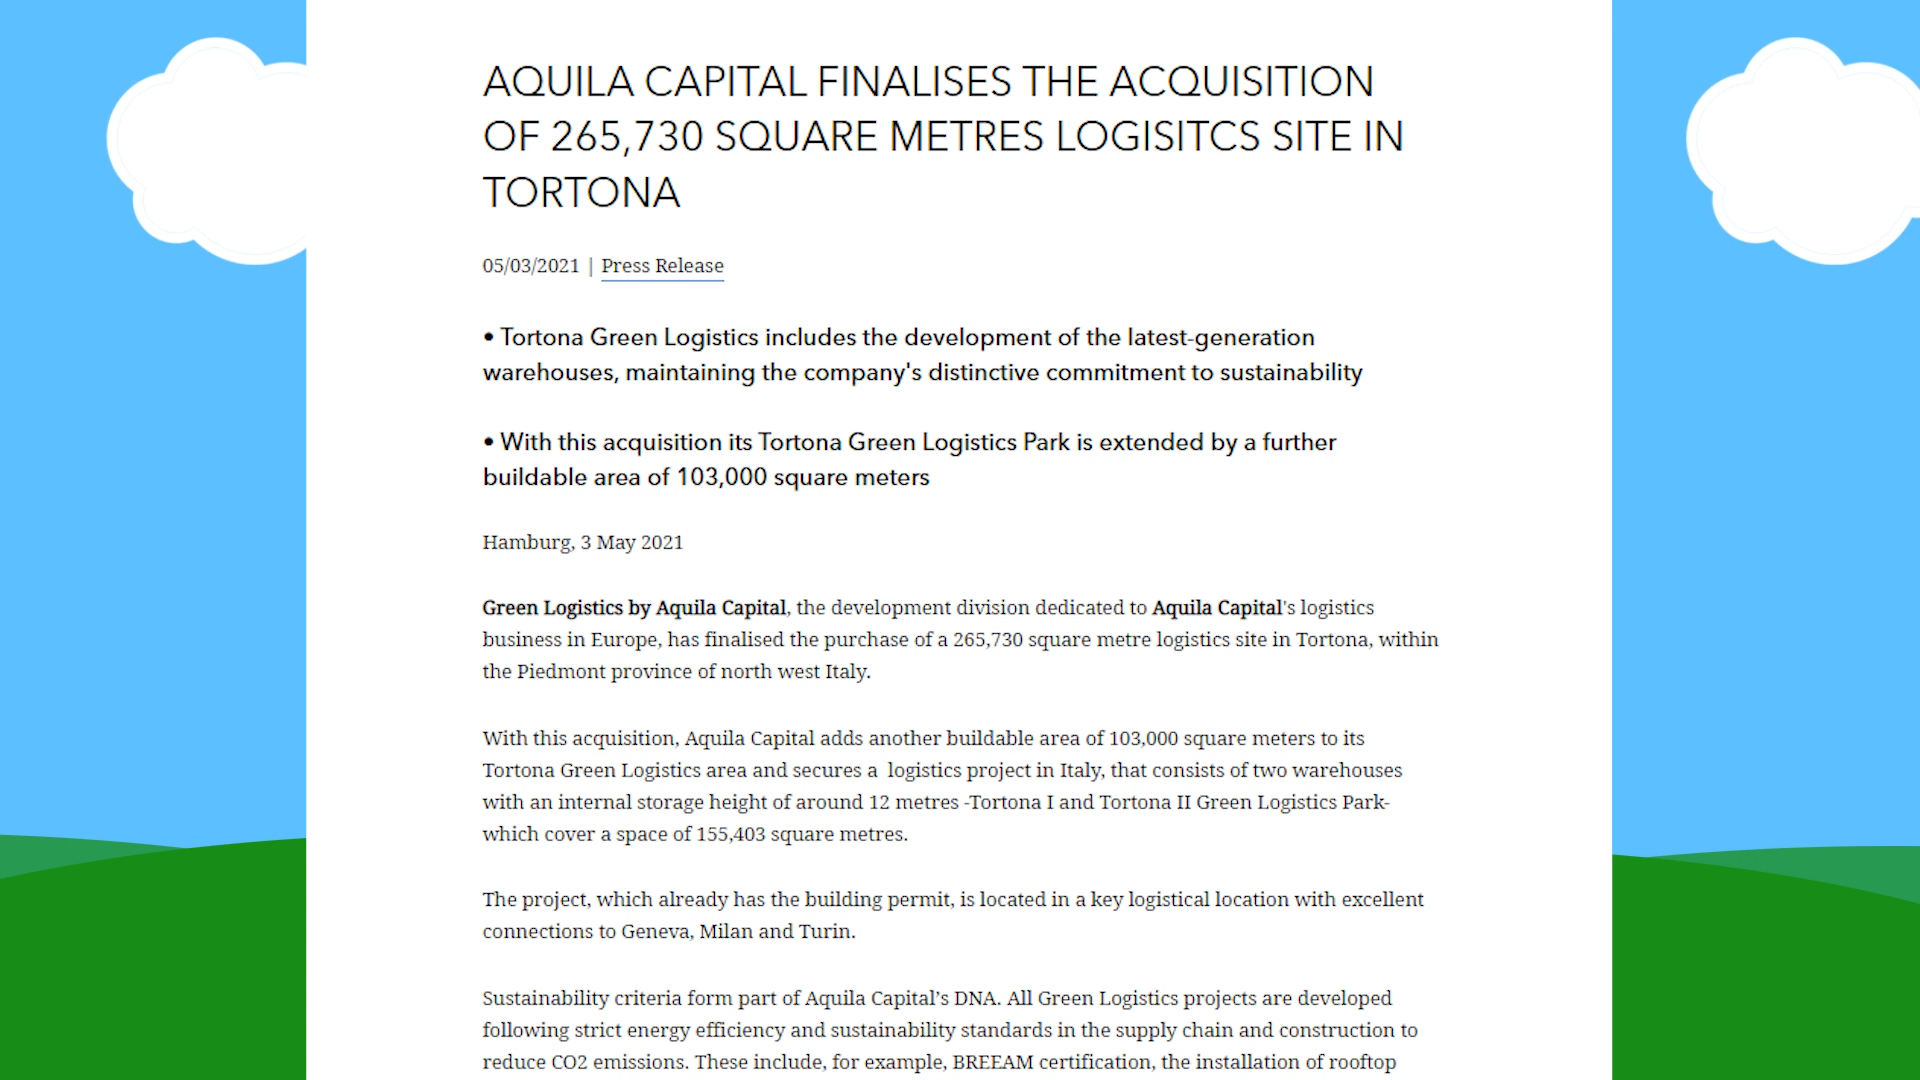 AQUILA CAPITAL FINALISES THE ACQUISITION
OF 265,730 SQUARE METRES LOGISITCS SITE IN
TORTONA
05/03/2021 | Press Release
• Tortona Green Logistics includes the development of the latest-generation
warehouses, maintaining the company's distinctive commitment to sustainability
• With this acquisition its Tortona Green Logistics Park is extended by a further
buildable area of 103,000 square meters
Hamburg, 3 May 2021
Green Logistics by Aquila Capital, the development division dedicated to Aquila Capital's logistics
business in Europe, has finalised the purchase of a 265,730 square metre logistics site in Tortona, within
the Piedmont province of north west Italy.
With this acquisition, Aquila Capital adds another buildable area of 103,000 square meters to its
Tortona Green Logistics area and secures a  logistics project in Italy, that consists of two warehouses
with an internal storage height of around 12 metres -Tortona I and Tortona II Green Logistics Park-
which cover a space of 155,403 square metres.
The project, which already has the building permit, is located in a key logistical location with excellent
connections to Geneva, Milan and Turin.
Sustainability criteria form part of Aquila Capital’s DNA. All Green Logistics projects are developed
following strict energy efficiency and sustainability standards in the supply chain and construction to
reduce CO2 emissions. These include, for example, BREEAM certification, the installation of rooftop